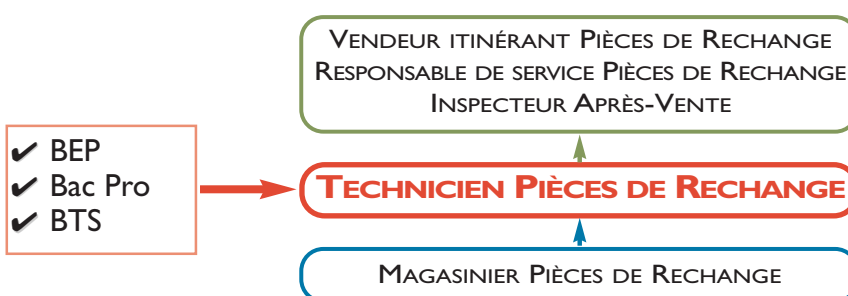 VENDEUR ITINÉRANT PIÈCES DE RECHANGE
RESPONSABLE DE SERVICE PIÈCES DE RECHANGE
INSPECTEUR APRÈS-VENTE
✔ BEP
✔ Bac Pro
✔ BTS
TECHNICIEN PIÈCES DE RECHANGE
MAGASINIER PIÈCES DE RECHANGE